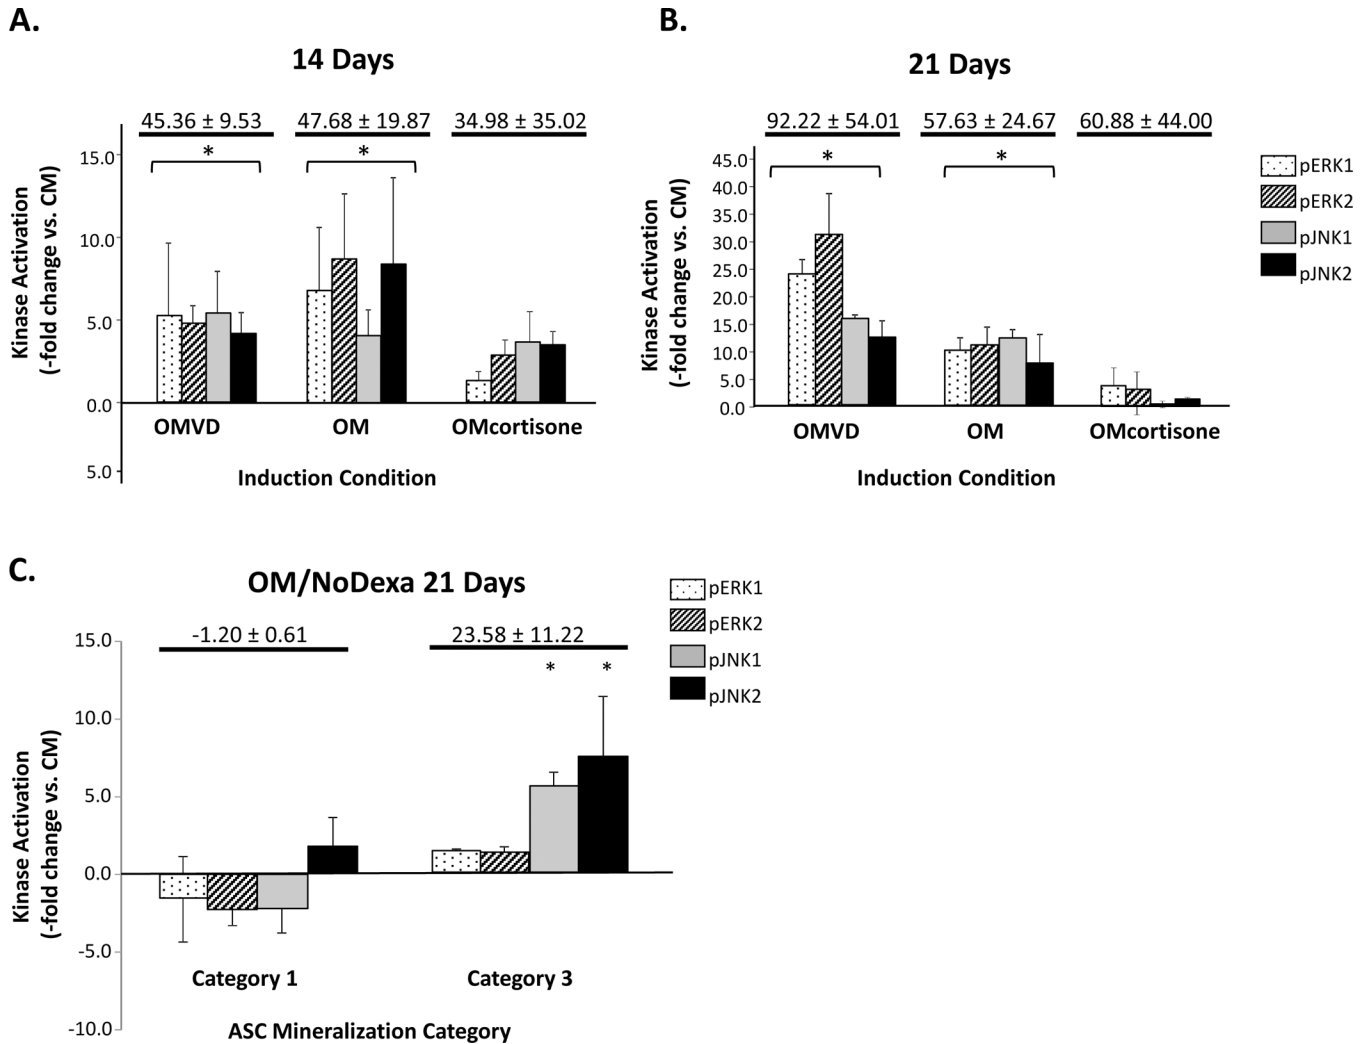 A.
14 Days
45.36 ± 9.53
47.68 ± 19.87
34.98 ± 35.02
*
*
Kinase Activation
(-fold change vs. CM)
15.0
10.0
5.0
0.0
5.0
OMVD
OM
OMcortisone
Induction Condition
B.
21 Days
92.22 ± 54.01
57.63 ± 24.67
60.88 ± 44.00
*
*
Kinase Activation
(-fold change vs. CM)
45.0
40.0
35.0
30.0
25.0
20.0
15.0
10.0
5.0
0.0
OMVD
OM
OMcortisone
Induction Condition
pERK1
pERK2
pJNK1
pJNK2
C.
OM/NoDexa 21 Days
-1.20 ± 0.61
23.58 ± 11.22
*
*
Kinase Activation
(-fold change vs. CM)
15.0
10.0
5.0
0.0
-5.0
-10.0
Category 1
Category 3
ASC Mineralization Category
pERK1
pERK2
pJNK1
pJNK2